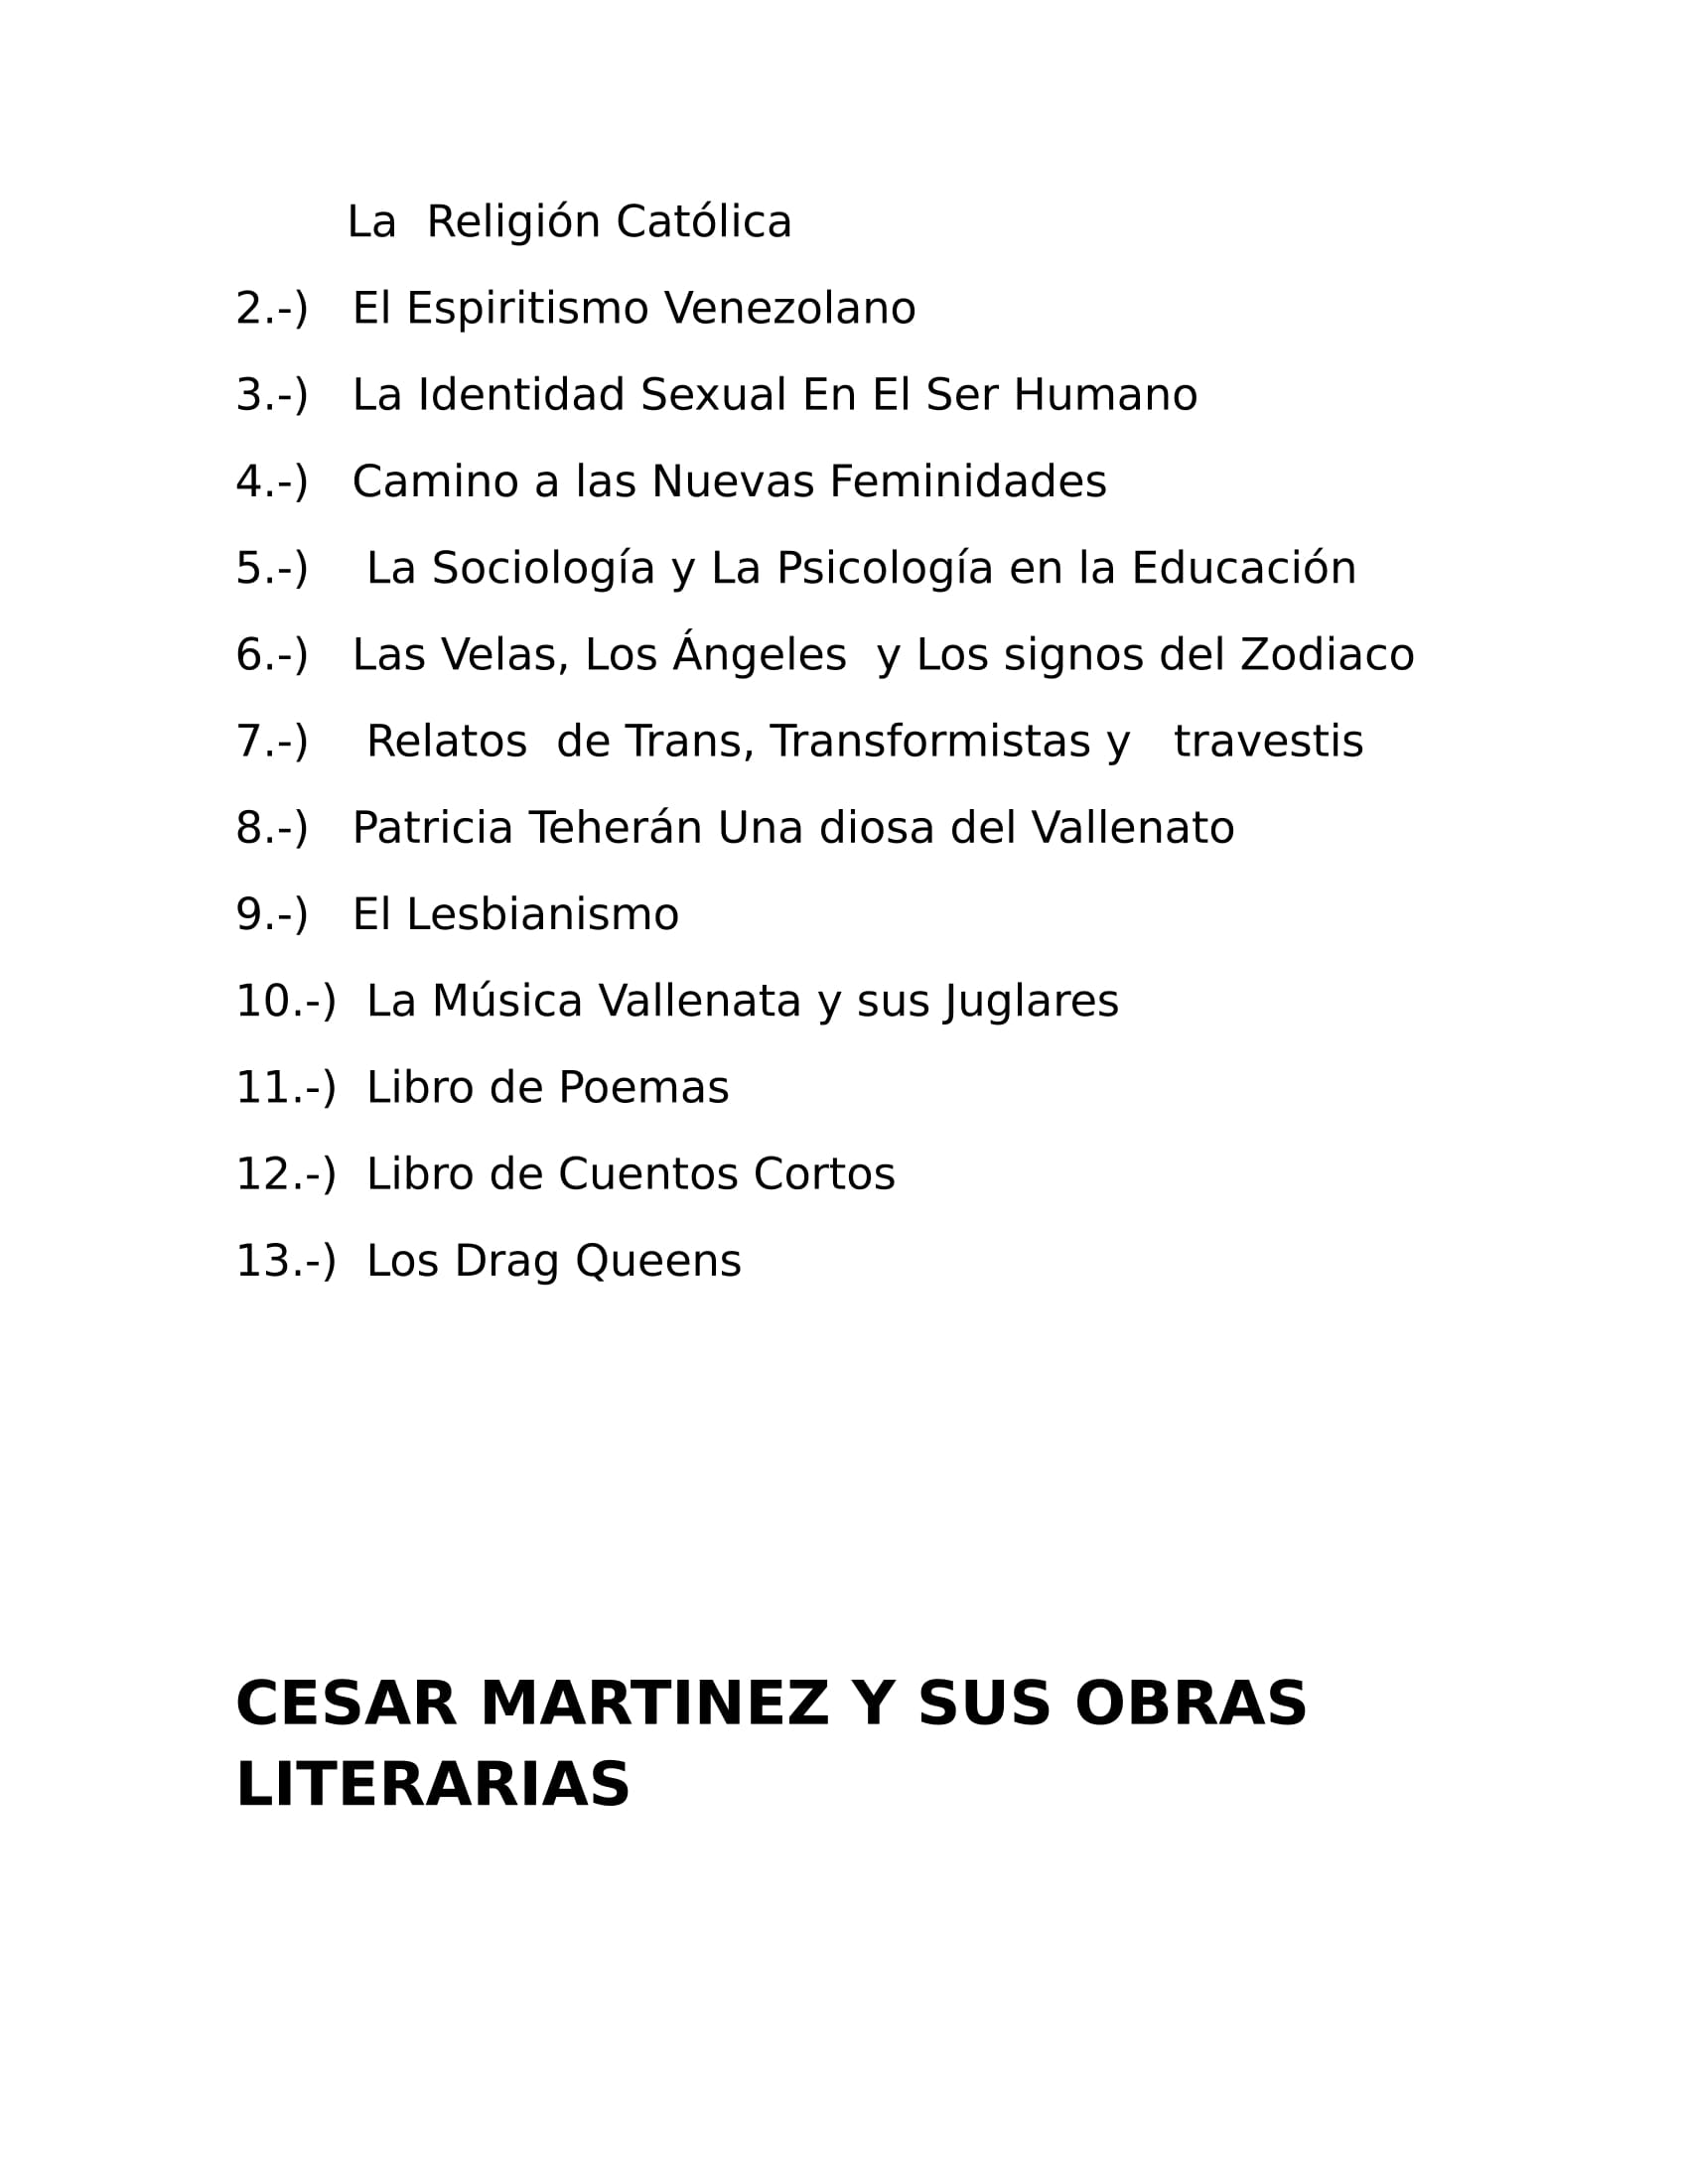 La  Religión Católica
2.-)   El Espiritismo Venezolano
3.-)   La Identidad Sexual En El Ser Humano
4.-)   Camino a las Nuevas Feminidades
5.-)    La Sociología y La Psicología en la Educación
6.-)   Las Velas, Los Ángeles  y Los signos del Zodiaco
7.-)    Relatos  de Trans, Transformistas y   travestis
8.-)   Patricia Teherán Una diosa del Vallenato
9.-)   El Lesbianismo
10.-)  La Música Vallenata y sus Juglares
11.-)  Libro de Poemas
12.-)  Libro de Cuentos Cortos
13.-)  Los Drag Queens
CESAR MARTINEZ Y SUS OBRAS
LITERARIAS